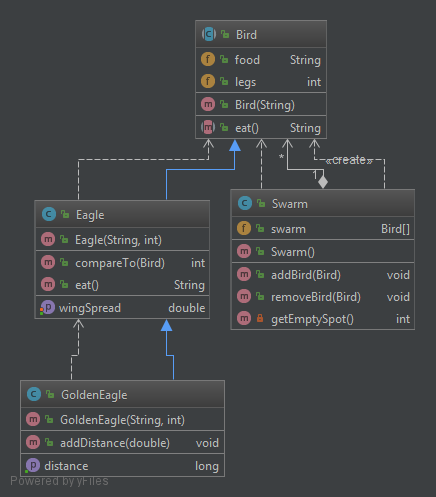 Bird
food String
legs int
Bird(String)
eat() String
«create»
*
1
Eagle
Eagle(String, int)
compareTo(Bird) int
eat() String
wingSpread double
Swarm
swarm Bird[]
Swarm()
addBird(Bird) void
removeBird(Bird) void
getEmptySpot() int
GoldenEagle
GoldenEagle(String, int)
addDistance(double) void
distance long
Powered by yFiles